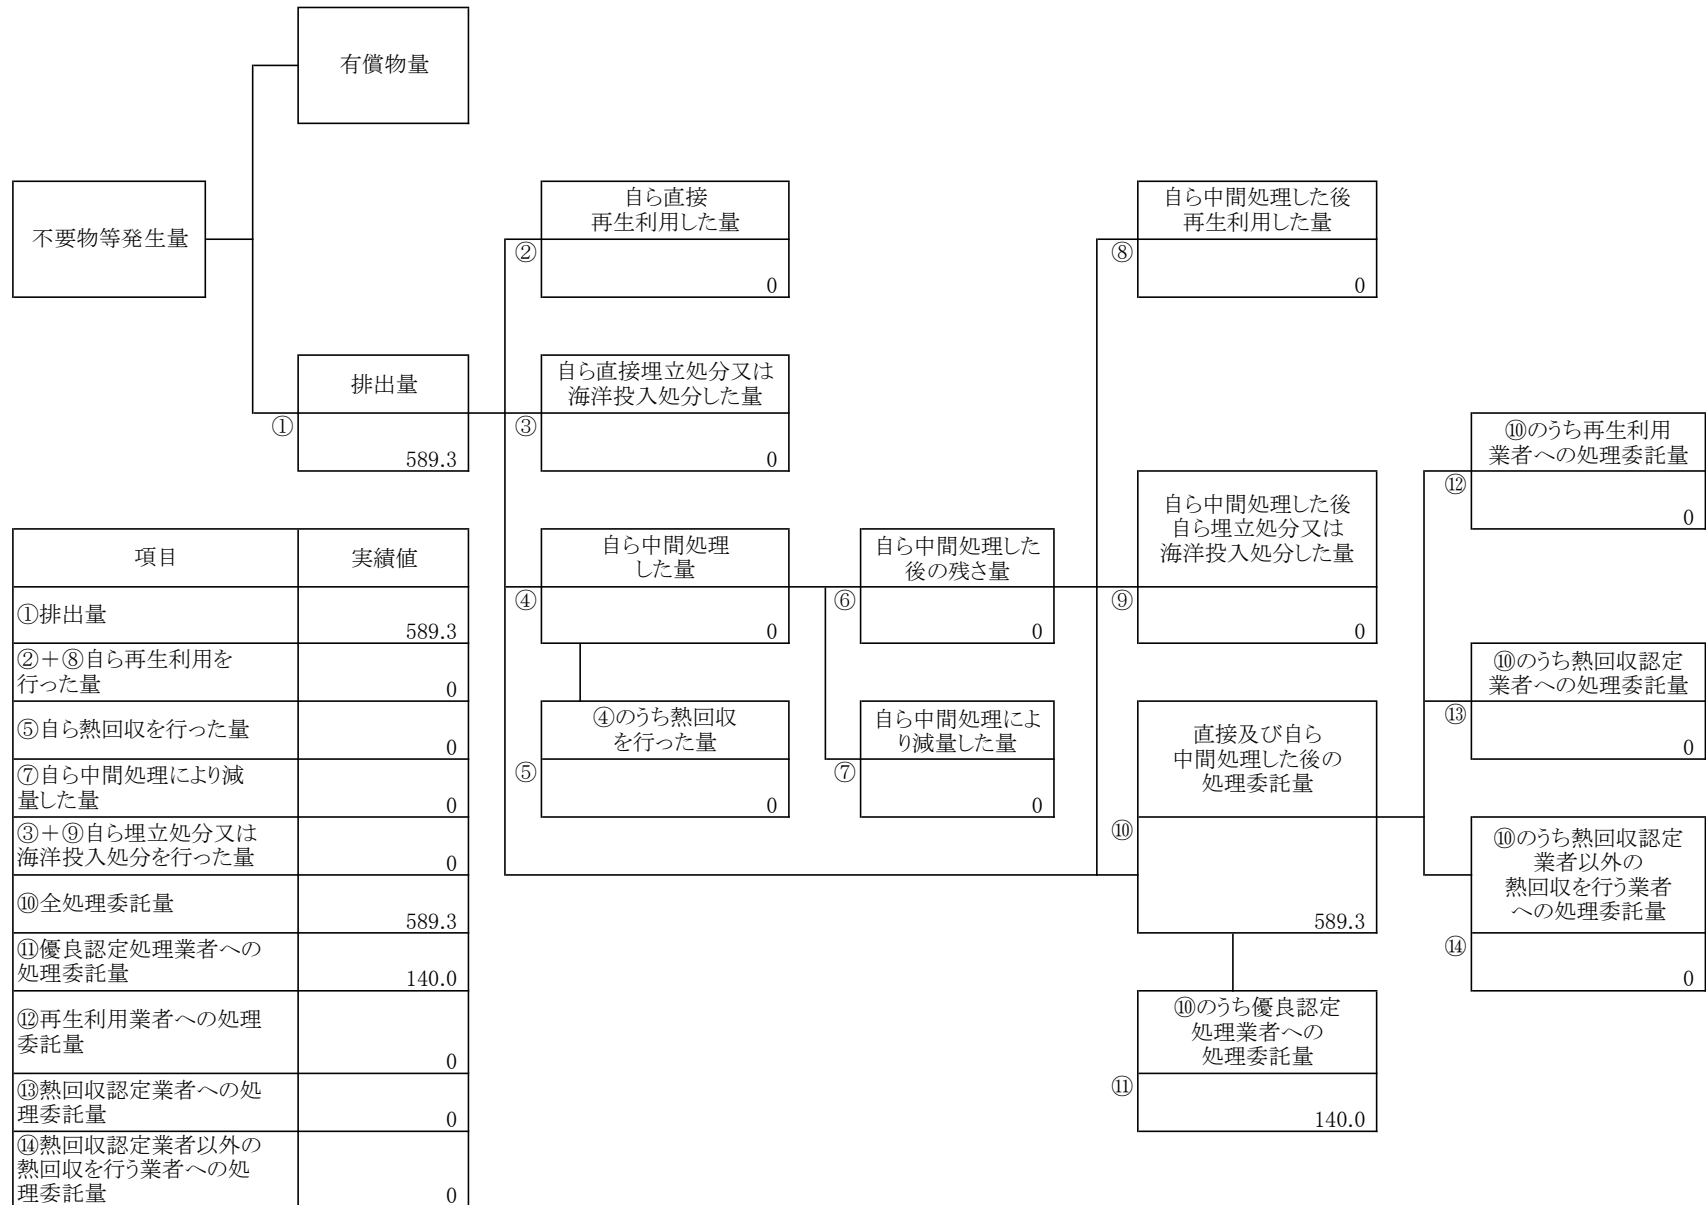 有償物量
不要物等発生量
自ら直接
再生利用した量
②
0
自ら中間処理した後
再生利用した量
⑧
0
排出量
①
589.3
自ら直接埋立処分又は
海洋投入処分した量
③
0
⑩のうち再生利用
業者への処理委託量
⑫
0
自ら中間処理した後
自ら埋立処分又は
海洋投入処分した量
⑨
0
自ら中間処理
した量
④
0
自ら中間処理した
後の残さ量
⑥
0
⑩のうち熱回収認定
業者への処理委託量
⑬
0
④のうち熱回収
を行った量
⑤
0
自ら中間処理によ
り減量した量
⑦
0
直接及び自ら
中間処理した後の
処理委託量
⑩
589.3
⑩のうち熱回収認定
業者以外の
熱回収を行う業者
への処理委託量
⑭
0
⑩のうち優良認定
処理業者への
処理委託量
⑪
140.0
項目 実績値
①排出量
589.3
②＋⑧自ら再生利用を
行った量 0
⑤自ら熱回収を行った量
0
⑦自ら中間処理により減
量した量 0
③＋⑨自ら埋立処分又は
海洋投入処分を行った量 0
⑩全処理委託量
589.3
⑪優良認定処理業者への
処理委託量 140.0
⑫再生利用業者への処理
委託量
0
⑬熱回収認定業者への処
理委託量 0
⑭熱回収認定業者以外の
熱回収を行う業者への処
理委託量 0